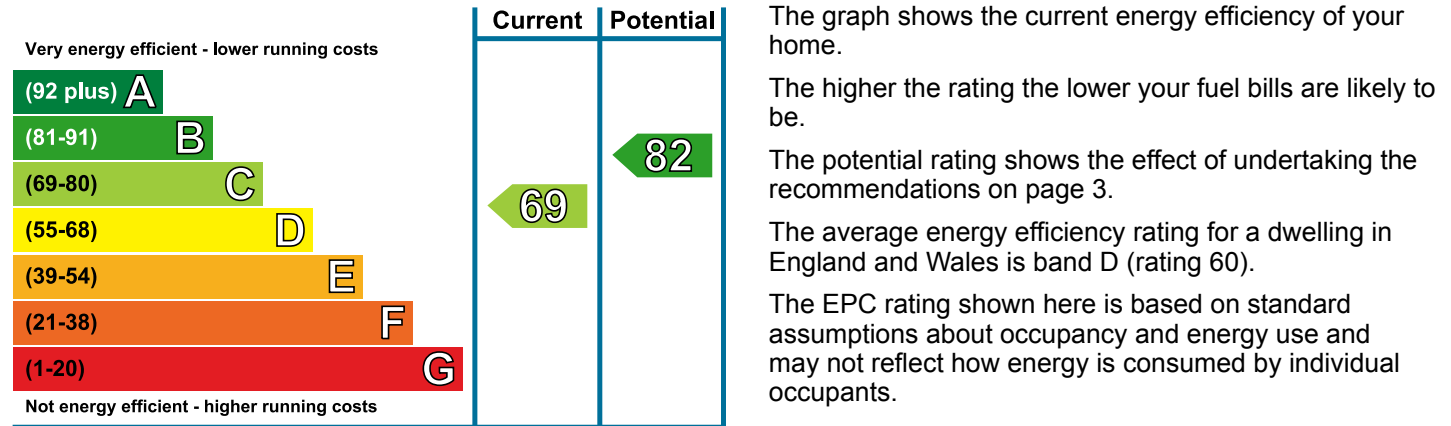 Current Potential
Very energy efficient - lower running costs
(92 plus) A
(81-91) B
82
(69-80) C
69
(55-68) D
(39-54) E
(21-38) F
(1-20) G
Not energy efficient - higher running costs
The graph shows the current energy efficiency of your
home.
The higher the rating the lower your fuel bills are likely to
be.
The potential rating shows the effect of undertaking the
recommendations on page 3.
The average energy efficiency rating for a dwelling in
England and Wales is band D (rating 60).
The EPC rating shown here is based on standard
assumptions about occupancy and energy use and
may not reflect how energy is consumed by individual
occupants.